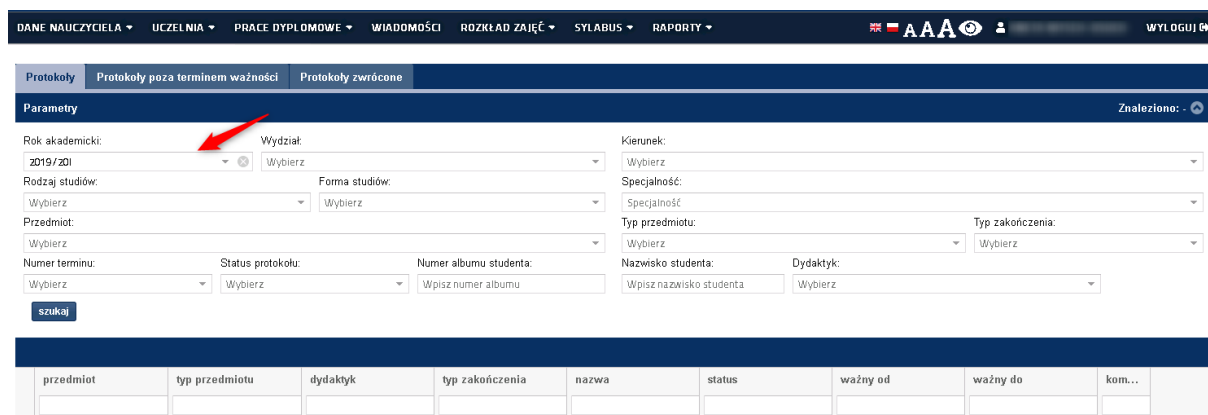 DANE NAUCZYCIELA UCZELNIA PRACE DYPLOMOWE WIADOMOŚCI ROZKŁAD ZAJĘĆ SYLABUS RAPORTY A A A WYLOGUJ
Protokoły Protokoły poza terminem ważności Protokoły zwrócone
Parametry Znaleziono: -
Rok akademicki: Wydział: Kierunek:
2019/20l Wybierz Wybierz
Rodzaj studiów: Forma studiów: Specjalność:
Wybierz Wybierz Specjalność
Przedmiot: Typ przedmiotu: Typ zakończenia:
Wybierz Wybierz Wybierz
Numer terminu: Status protokołu: Numer albumu studenta: Nazwisko studenta: Dydaktyk:
Wybierz Wybierz Wpisz numer albumu Wpisz nazwisko studenta Wybierz
szukaj
przedmiot typ przedmiotu dydaktyk typ zakończenia nazwa status ważny od ważny do kom...